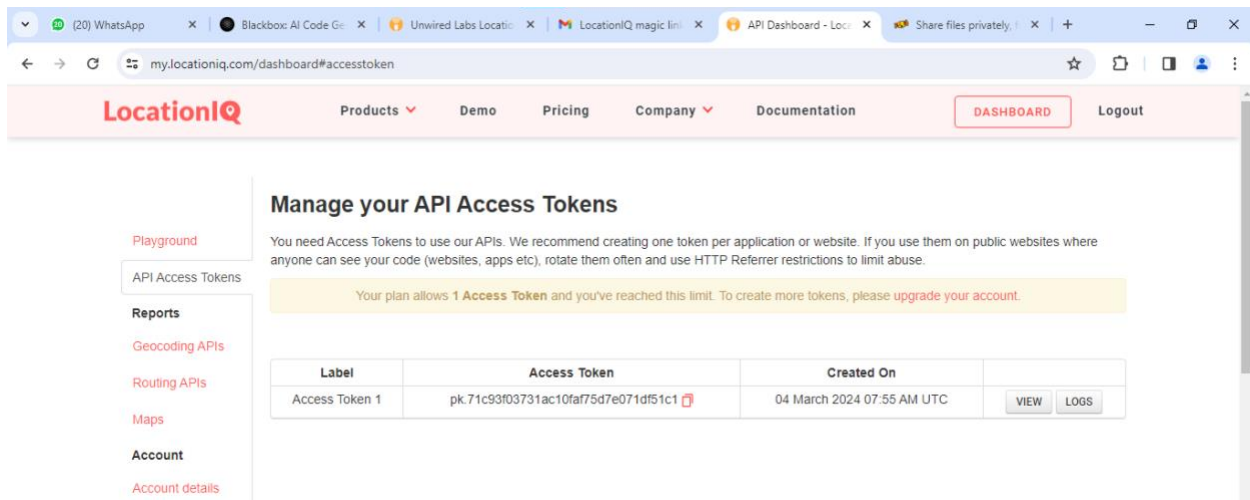 (20) WhatsApp
Blackbox: AI Code Ge
Unwired Labs Locatio
LocationIQ magic lin
API Dashboard - Loca
Share files privately, f
my.locationiq.com/dashboard#accesstoken
LocationIQ
Products
Demo
Pricing
Company
Documentation
DASHBOARD
Logout
Manage your API Access Tokens
Playground
API Access Tokens
Reports
Geocoding APIs
Routing APIs
Maps
Account
Account details
You need Access Tokens to use our APIs. We recommend creating one token per application or website. If you use them on public websites where
anyone can see your code (websites, apps etc), rotate them often and use HTTP Referrer restrictions to limit abuse.
Your plan allows 1 Access Token and you've reached this limit. To create more tokens, please upgrade your account.
Label Access Token Created On
Access Token 1 pk.71c93f03731ac10faf75d7e071df51c1 04 March 2024 07:55 AM UTC VIEW LOGS